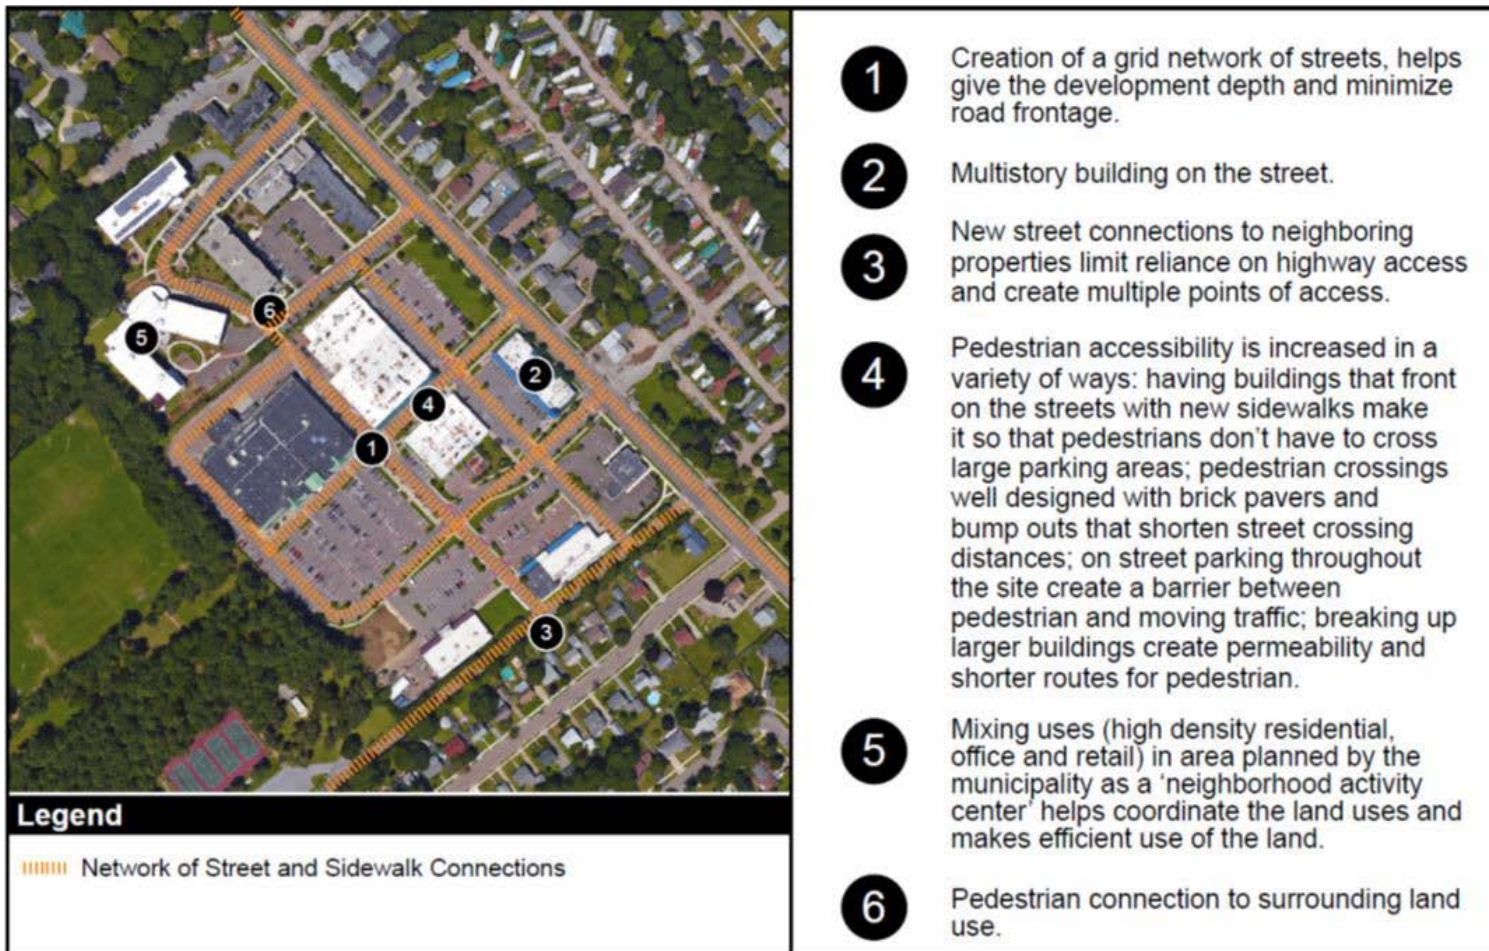 6
5
2
4
1
3
Legend
Network of Street and Sidewalk Connections
1
Creation of a grid network of streets, helps
give the development depth and minimize
road frontage.
2
Multistory building on the street.
3
New street connections to neighboring
properties limit reliance on highway access
and create multiple points of access.
4
Pedestrian accessibility is increased in a
variety of ways: having buildings that front
on the streets with new sidewalks make
it so that pedestrians don't have to cross
large parking areas; pedestrian crossings
well designed with brick pavers and
bump outs that shorten street crossing
distances; on street parking throughout
the site create a barrier between
pedestrian and moving traffic; breaking up
larger buildings create permeability and
shorter routes for pedestrian.
5
Mixing uses (high density residential,
office and retail) in area planned by the
municipality as a 'neighborhood activity
center' helps coordinate the land uses and
makes efficient use of the land.
6
Pedestrian connection to surrounding land
use.